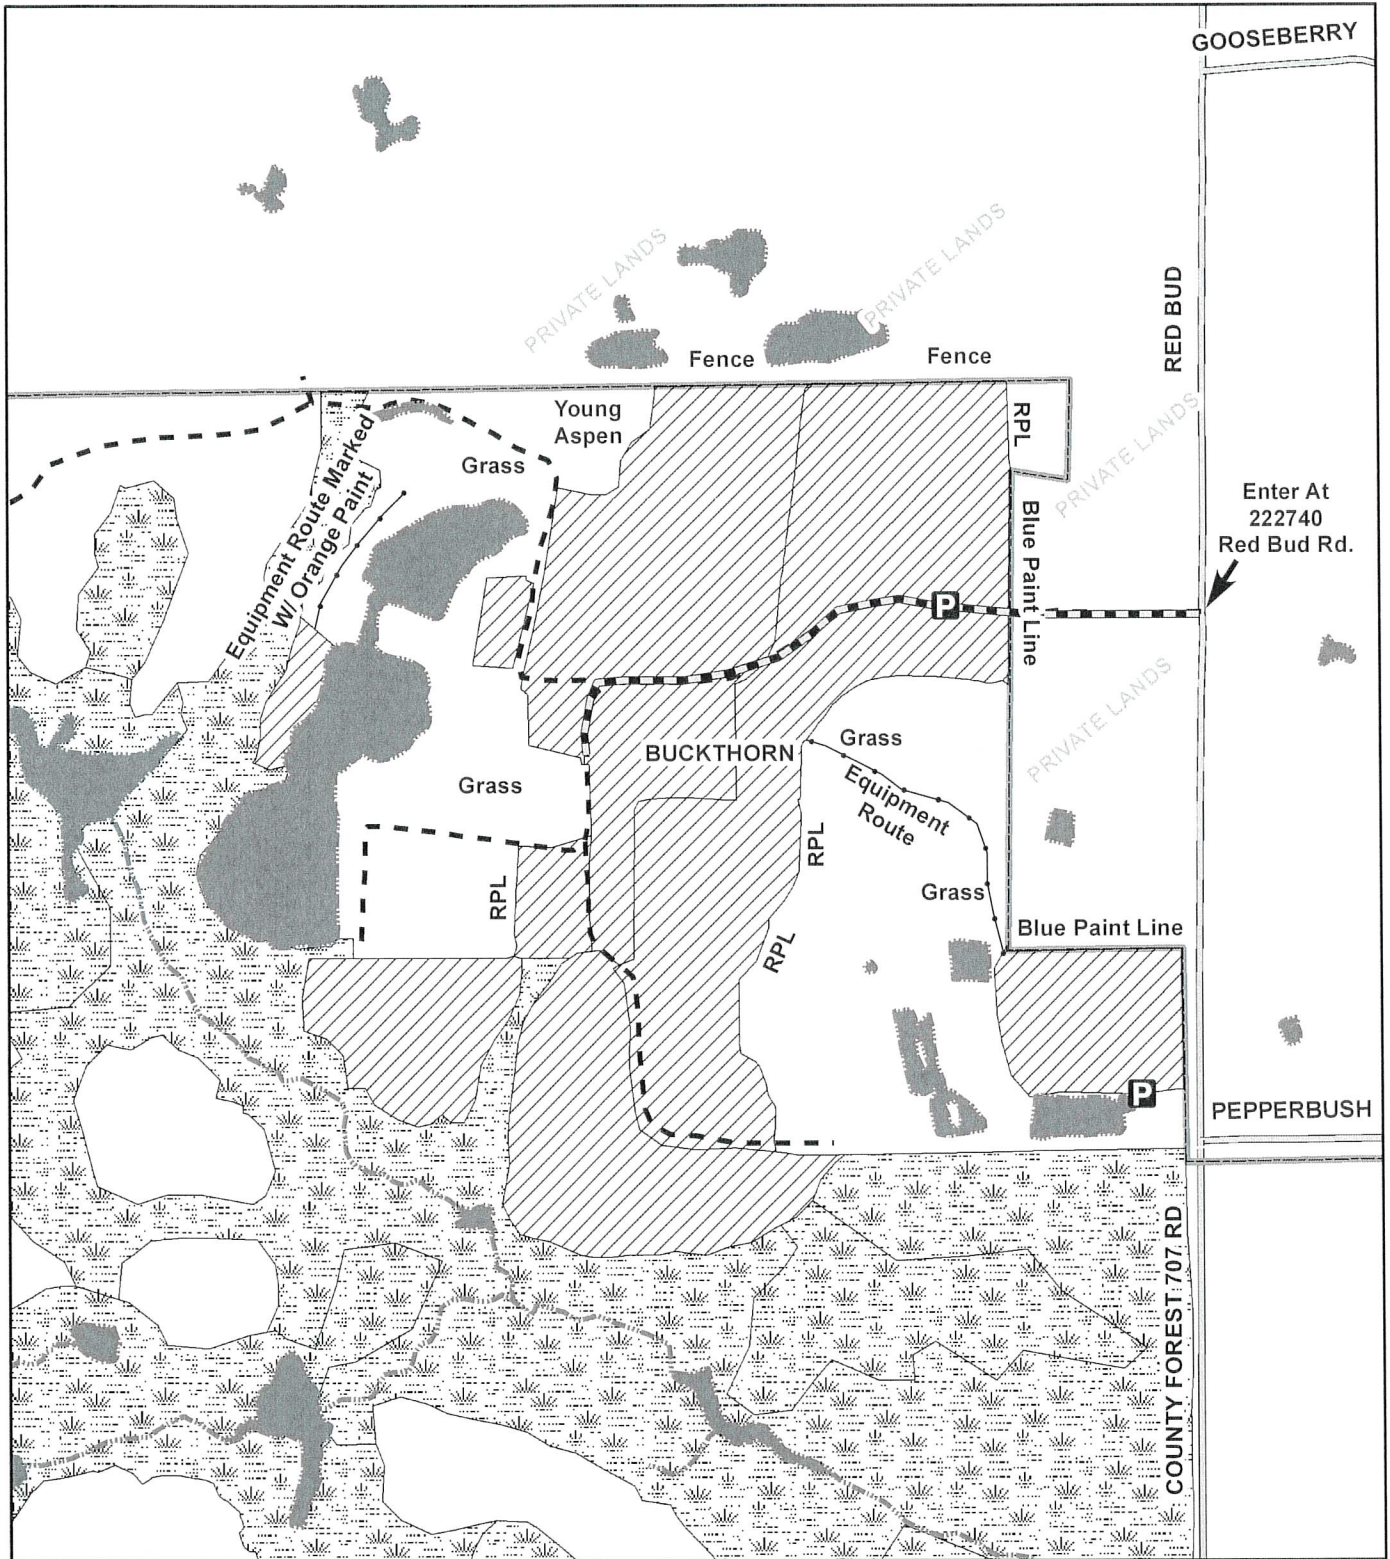 GOOSEBERRY
PRIVATE LANDS
PRIVATE LANDS
RED BUD
Fence
Fence
Young
Aspen
RPL
Grass
PRIVATE LANDS
Equipment Route Marked
W/ Orange Paint
Enter At
222740
Red Bud Rd.
Blue Paint Line
P
PRIVATE LANDS
BUCKTHORN
Grass
Equipment
Route
Grass
RPL
RPL
Grass
Blue Paint Line
RPL
P
PEPPERBUSH
COUNTY FOREST 707 RD